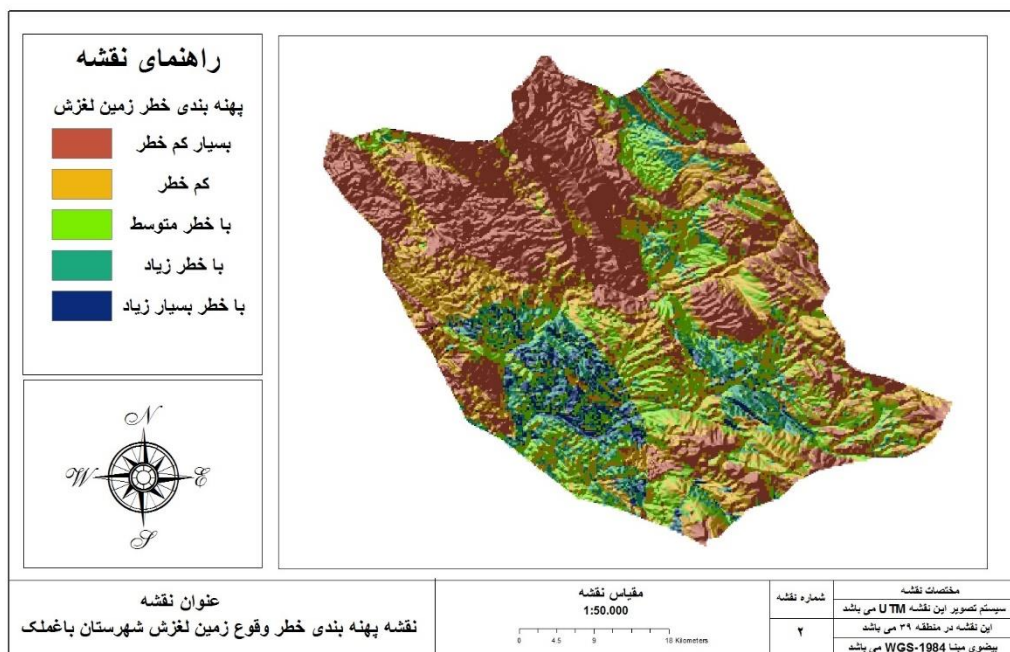 راهنمای نقشه
پهنه بندی خطر زمین لغزش
بسیار کم خطر
کم خطر
با خطر متوسط
با خطر زیاد
با خطر بسیار زیاد
N
W E
S
عنوان نقشه
نقشه پهنه بندی خطر وقوع زمین لغزش شهرستان باغملک
مقیاس نقشه
1:50.000
0 4.5 9 18 Kilometers
شماره نقشه
۲
مختصات نقشه
سیستم تصویر این نقشه UTM می باشد
این نقشه در منطقه ۳۹ می باشد
بیضوی مبنا WGS-1984 می باشد